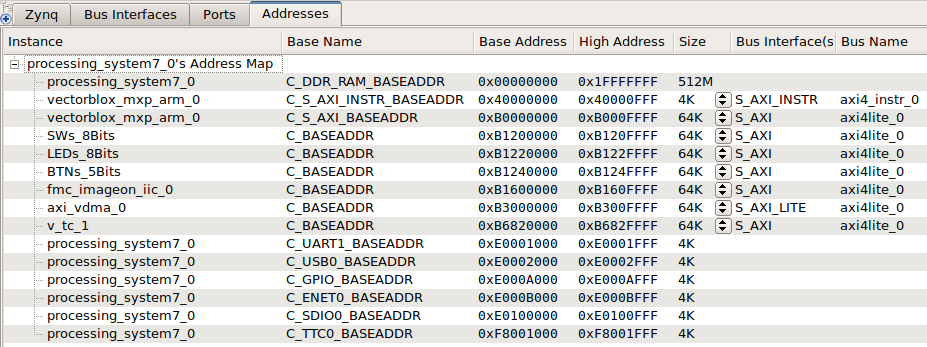 Zynq Bus Interfaces Ports Addresses
Instance Base Name Base Address High Address Size Bus Interface(s Bus Name
processing_system7_0's Address Map
processing_system7_0 C_DDR_RAM_BASEADDR 0x00000000 0x1FFFFFFF 512M
vectorblox_mxp_arm_0 C_S_AXI_INSTR_BASEADDR 0x40000000 0x40000FFF 4K S_AXI_INSTR axi4_instr_0
vectorblox_mxp_arm_0 C_S_AXI_BASEADDR 0xB0000000 0xB000FFFF 64K S_AXI axi4lite_0
SWs_8Bits C_BASEADDR 0xB1200000 0xB120FFFF 64K S_AXI axi4lite_0
LEDs_8Bits C_BASEADDR 0xB1220000 0xB122FFFF 64K S_AXI axi4lite_0
BTNs_5Bits C_BASEADDR 0xB1240000 0xB124FFFF 64K S_AXI axi4lite_0
fmc_imageon_iic_0 C_BASEADDR 0xB1600000 0xB160FFFF 64K S_AXI axi4lite_0
axi_vdma_0 C_BASEADDR 0xB3000000 0xB300FFFF 64K S_AXI_LITE axi4lite_0
v_tc_1 C_BASEADDR 0xB6820000 0xB682FFFF 64K S_AXI axi4lite_0
processing_system7_0 C_UART1_BASEADDR 0xE0001000 0xE0001FFF 4K
processing_system7_0 C_USB0_BASEADDR 0xE0002000 0xE0002FFF 4K
processing_system7_0 C_GPIO_BASEADDR 0xE000A000 0xE000AFFF 4K
processing_system7_0 C_ENET0_BASEADDR 0xE000B000 0xE000BFFF 4K
processing_system7_0 C_SDIO0_BASEADDR 0xE0100000 0xE0100FFF 4K
processing_system7_0 C_TTC0_BASEADDR 0xF8001000 0xF8001FFF 4K